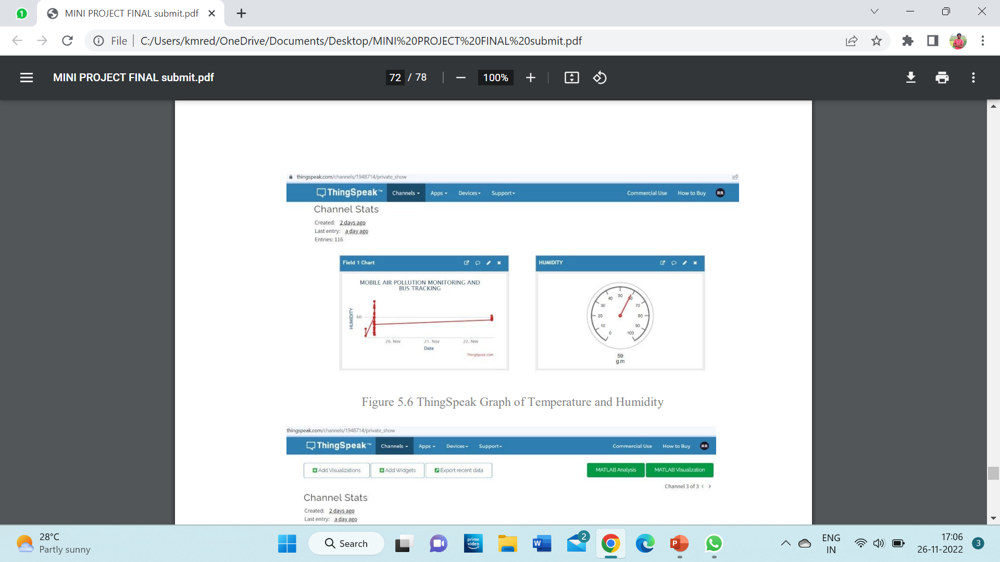 1
MINI PROJECT FINAL submit.pdf
File
C:/Users/kmred/OneDrive/Documents/Desktop/MINI%20PROJECT%20FINAL%20submit.pdf
MINI PROJECT FINAL submit.pdf
72 / 78
100%
thingspeak.com/channels/1948714/private_show
ThingSpeak™ Channels Apps Devices Support Commercial Use How to Buy RR
Channel Stats
Created: 2 days ago
Last entry: a day ago
Entries: 116
Field 1 Chart
MOBILE AIR POLLUTION MONITORING AND
BUS TRACKING
HUMIDITY
60
20. Nov 21. Nov 22. Nov
Date
ThingSpeak.com
HUMIDITY
0 10 20 30 40 50 60 70 80 90 100
59
g.m
Figure 5.6 ThingSpeak Graph of Temperature and Humidity
thingspeak.com/channels/1948714/private_show
ThingSpeak™ Channels Apps Devices Support Commercial Use How to Buy RR
Add Visualizations Add Widgets Export recent data MATLAB Analysis MATLAB Visualization
Channel 3 of 3 < >
Channel Stats
Created: 2 days ago
Last entry: a day ago
28°C
Partly sunny
Search
prime
video
W
2
P
ENG
IN
17:06
26-11-2022
3